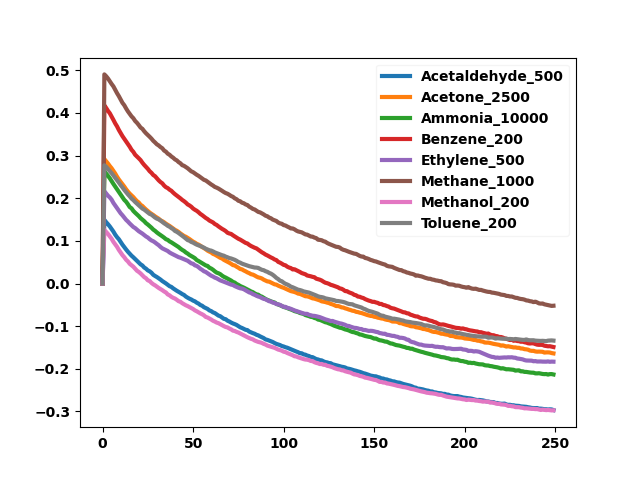 0.5
0.4
0.3
0.2
0.1
0.0
−0.1
−0.2
−0.3
0
50
100
150
200
250
Acetaldehyde_500
Acetone_2500
Ammonia_10000
Benzene_200
Ethylene_500
Methane_1000
Methanol_200
Toluene_200